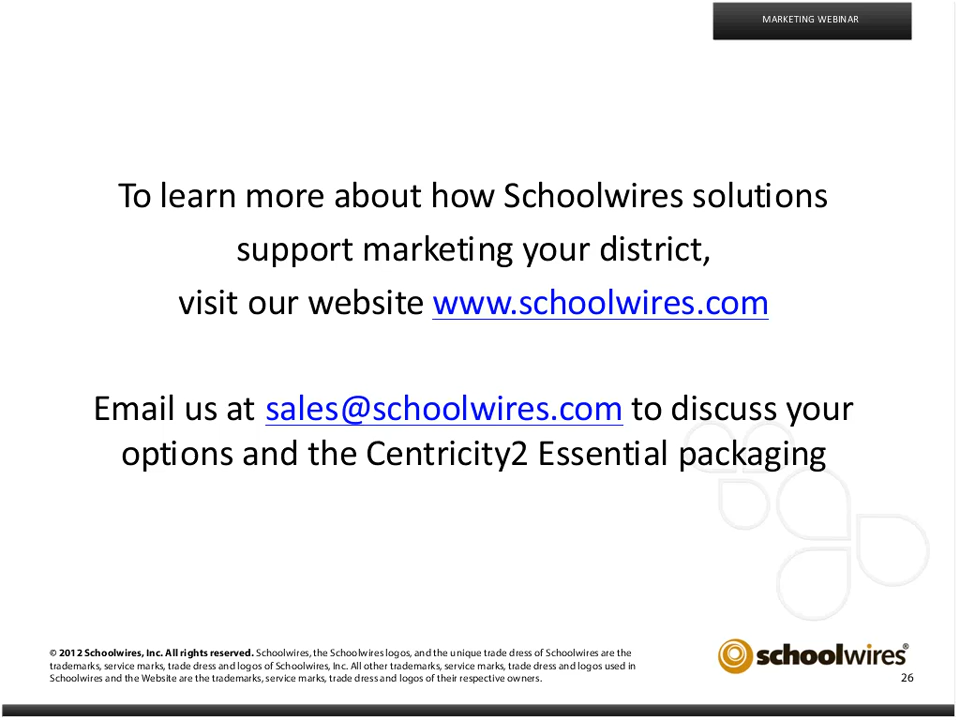 MARKETING WEBINAR
To learn more about how Schoolwires solutions
support marketing your district,
visit our website www.schoolwires.com
Email us at sales@schoolwires.com to discuss your
options and the Centricity2 Essential packaging
© 2012 Schoolwires, Inc. All rights reserved. Schoolwires, the Schoolwires logos, and the unique trade dress of Schoolwires are the
trademarks, service marks, trade dress and logos of Schoolwires, Inc. All other trademarks, service marks, trade dress and logos used in
Schoolwires and the Website are the trademarks, service marks, trade dress and logos of their respective owners.
schoolwires®
26